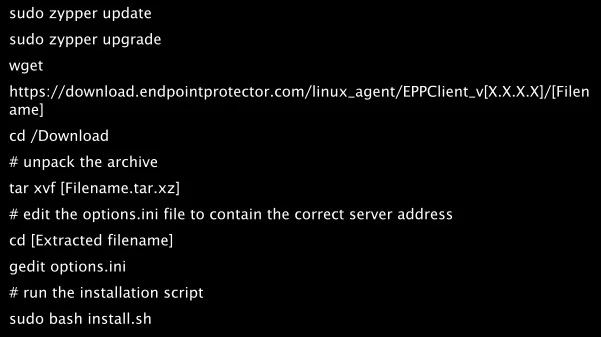 sudo zypper update
sudo zypper upgrade
wget
https://download.endpointprotector.com/linux_agent/EPPClient_v[X.X.X.X]/[Filen
ame]
cd /Download
# unpack the archive
tar xvf [Filename.tar.xz]
# edit the options.ini file to contain the correct server address
cd [Extracted filename]
gedit options.ini
# run the installation script
sudo bash install.sh